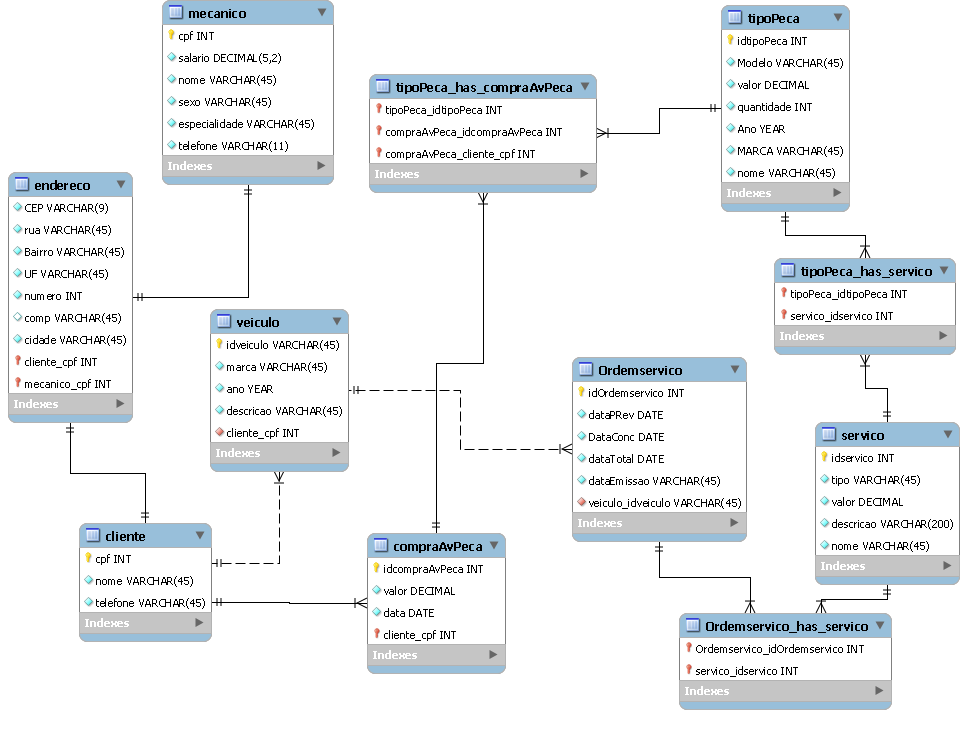 mecanico
cpf INT
salario DECIMAL(5,2)
nome VARCHAR(45)
sexo VARCHAR(45)
especialidade VARCHAR(45)
telefone VARCHAR(11)
Indexes
tipoPeca
idtipoPeca INT
Modelo VARCHAR(45)
valor DECIMAL
quantidade INT
Ano YEAR
MARCA VARCHAR(45)
nome VARCHAR(45)
Indexes
tipoPeca_has_compraAvPeca
tipoPeca_idtipoPeca INT
compraAvPeca_idcompraAvPeca INT
compraAvPeca_cliente_cpf INT
Indexes
endereco
CEP VARCHAR(9)
rua VARCHAR(45)
Bairro VARCHAR(45)
UF VARCHAR(45)
numero INT
comp VARCHAR(45)
cidade VARCHAR(45)
cliente_cpf INT
mecanico_cpf INT
Indexes
tipoPeca_has_servico
tipoPeca_idtipoPeca INT
servico_idservico INT
Indexes
veiculo
idveiculo VARCHAR(45)
marca VARCHAR(45)
ano YEAR
descricao VARCHAR(45)
cliente_cpf INT
Indexes
Ordemservico
idOrdemservico INT
dataPRev DATE
DataConc DATE
dataTotal DATE
dataEmissao VARCHAR(45)
veiculo_idveiculo VARCHAR(45)
Indexes
servico
idservico INT
tipo VARCHAR(45)
valor DECIMAL
descricao VARCHAR(200)
nome VARCHAR(45)
Indexes
cliente
cpf INT
nome VARCHAR(45)
telefone VARCHAR(45)
Indexes
compraAvPeca
idcompraAvPeca INT
valor DECIMAL
data DATE
cliente_cpf INT
Indexes
Ordemservico_has_servico
Ordemservico_idOrdemservico INT
servico_idservico INT
Indexes